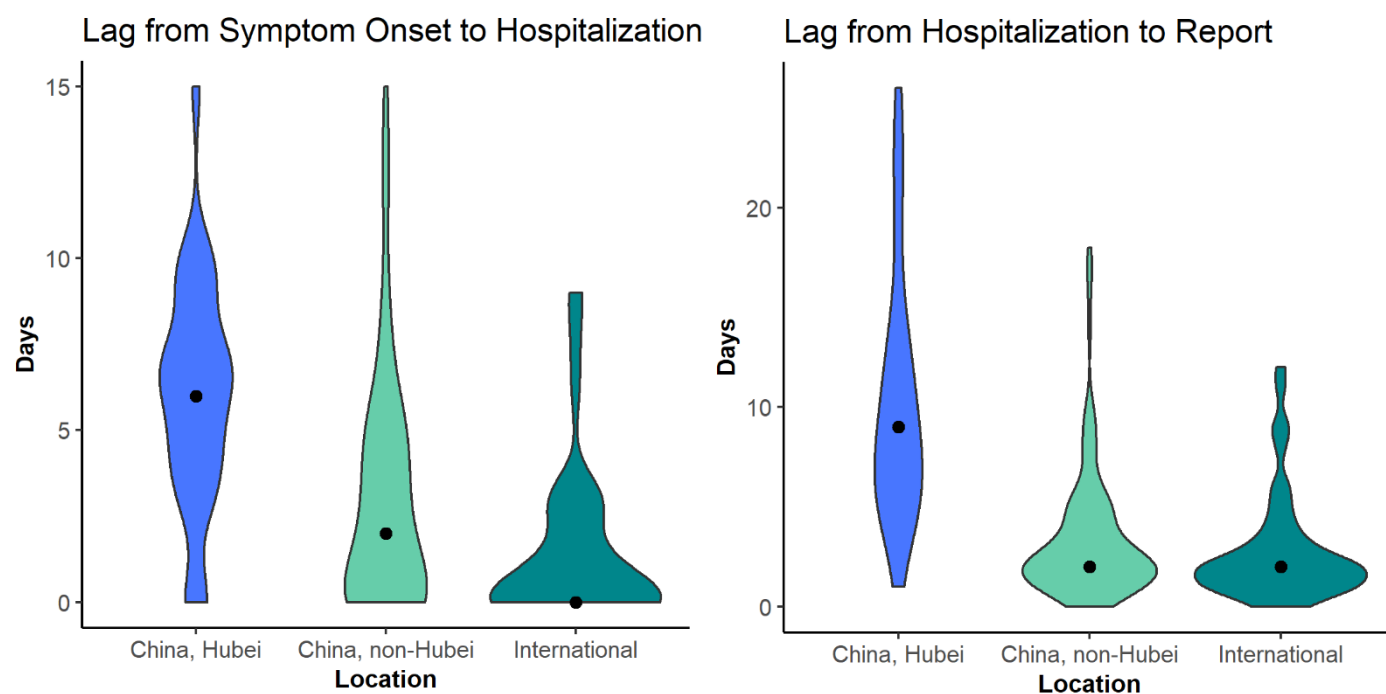 Lag from Symptom Onset to Hospitalization
15
10
5
0
Days
China, Hubei
China, non-Hubei
International
Location
Lag from Hospitalization to Report
20
10
0
Days
China, Hubei
China, non-Hubei
International
Location